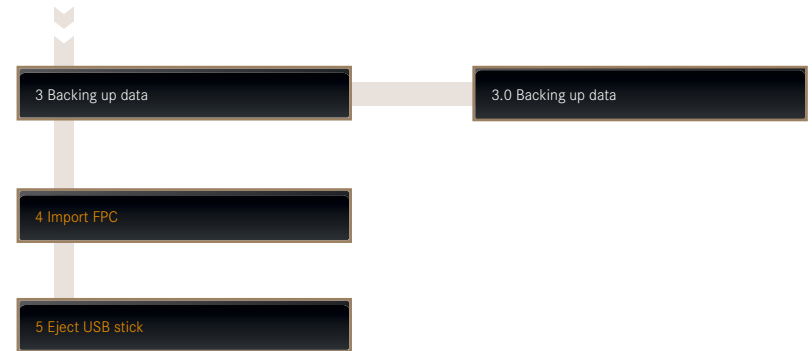 3 Backing up data
3.0 Backing up data
4 Import FPC
5 Eject USB stick